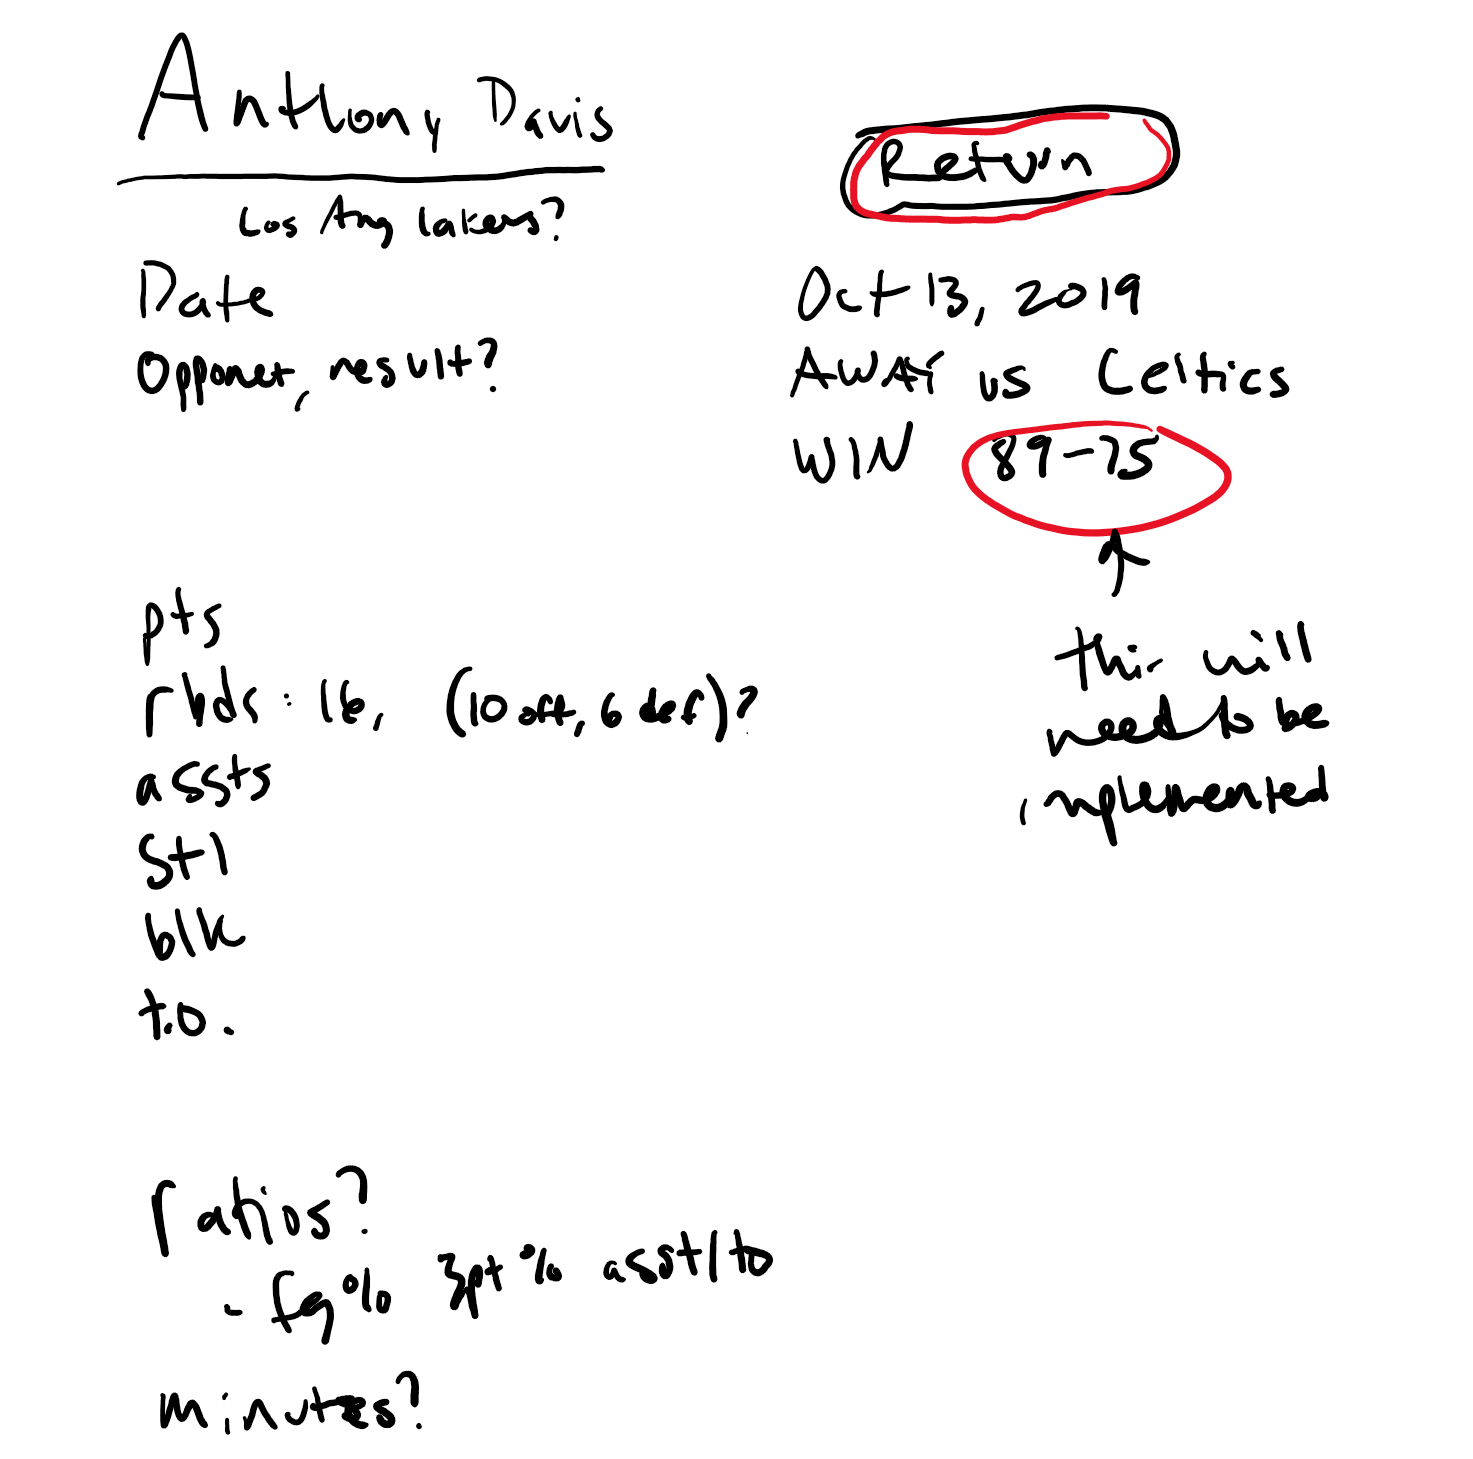 Anthony Davis
Return
Los Ang lakers?
Date
Oct 13, 2019
Opponet, result?
AWAY vs Celtics
WIN 89-75
this will
need to be
implemented
pts
rbds: 16, (10 off, 6 def)?
assts
stl
blk
t.o.
ratios?
- fg% 3pt% asst/to
minutes?